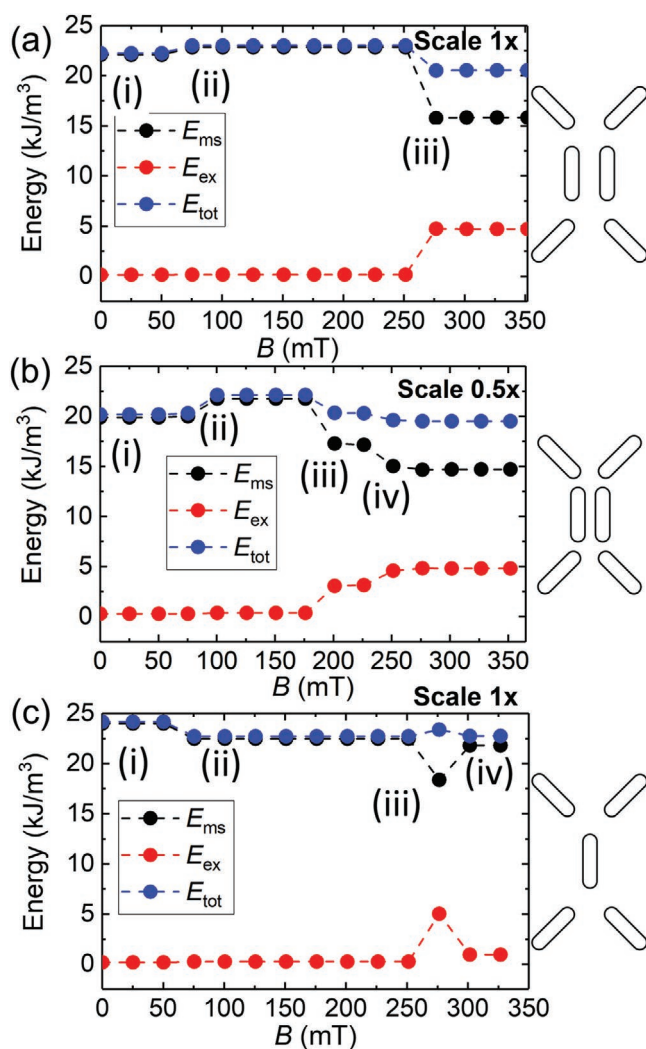 (a)
Scale 1x
Energy (kJ/m³)
25
20
15
10
5
0
(i)
(ii)
(iii)
E_ms
E_ex
E_tot
0 50 100 150 200 250 300 350
B (mT)
(b)
Scale 0.5x
Energy (kJ/m³)
25
20
15
10
5
0
(i)
(ii)
(iii)
(iv)
E_ms
E_ex
E_tot
0 50 100 150 200 250 300 350
B (mT)
(c)
Scale 1x
Energy (kJ/m³)
25
20
15
10
5
0
(i)
(ii)
(iii)
(iv)
E_ms
E_ex
E_tot
0 50 100 150 200 250 300 350
B (mT)